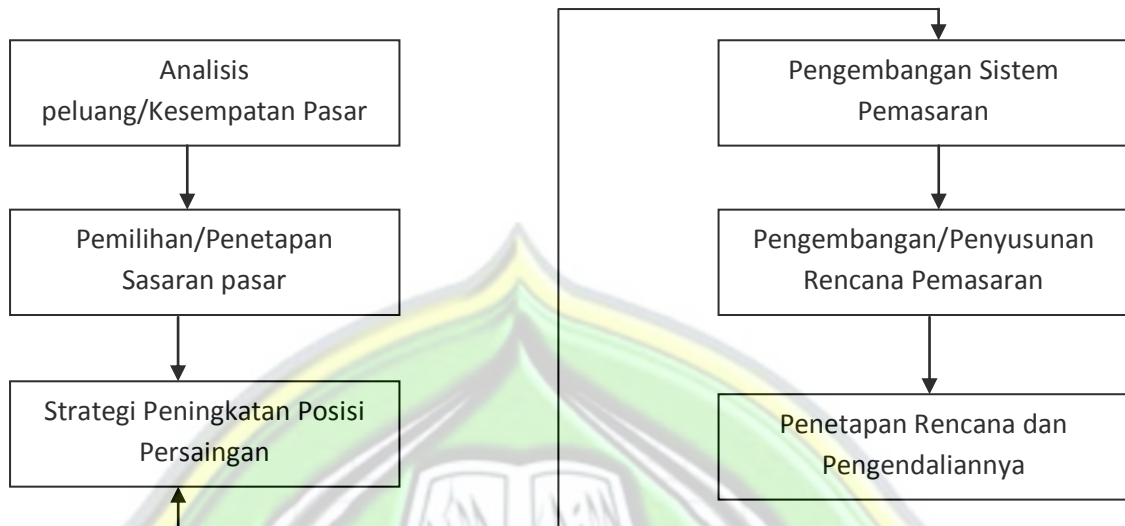 Analisis
peluang/Kesempatan Pasar
Pemilihan/Penetapan
Sasaran pasar
Strategi Peningkatan Posisi
Persaingan
Pengembangan Sistem
Pemasaran
Pengembangan/Penyusunan
Rencana Pemasaran
Penetapan Rencana dan
Pengendaliannya